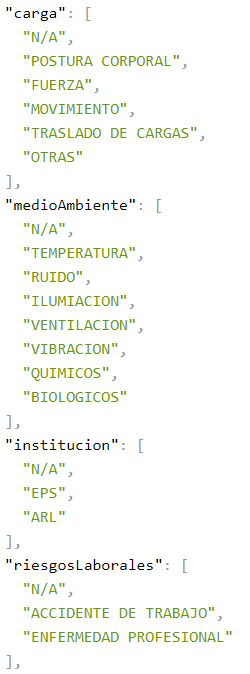 "carga": [
"N/A",
"POSTURA CORPORAL",
"FUERZA",
"MOVIMIENTO",
"TRASLADO DE CARGAS",
"OTRAS"
],
"medioAmbiente": [
"N/A",
"TEMPERATURA",
"RUIDO",
"ILUMIACION",
"VENTILACION",
"VIBRACION",
"QUIMICOS",
"BIOLOGICOS"
],
"institucion": [
"N/A",
"EPS",
"ARL"
],
"riesgosLaborales": [
"N/A",
"ACCIDENTE DE TRABAJO",
"ENFERMEDAD PROFESIONAL"
],